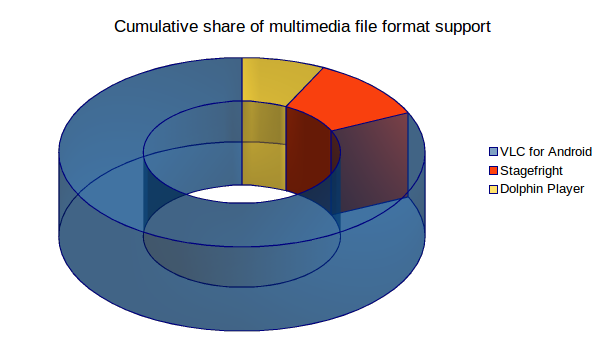 Cumulative share of multimedia file format support
VLC for Android
Stagefright
Dolphin Player